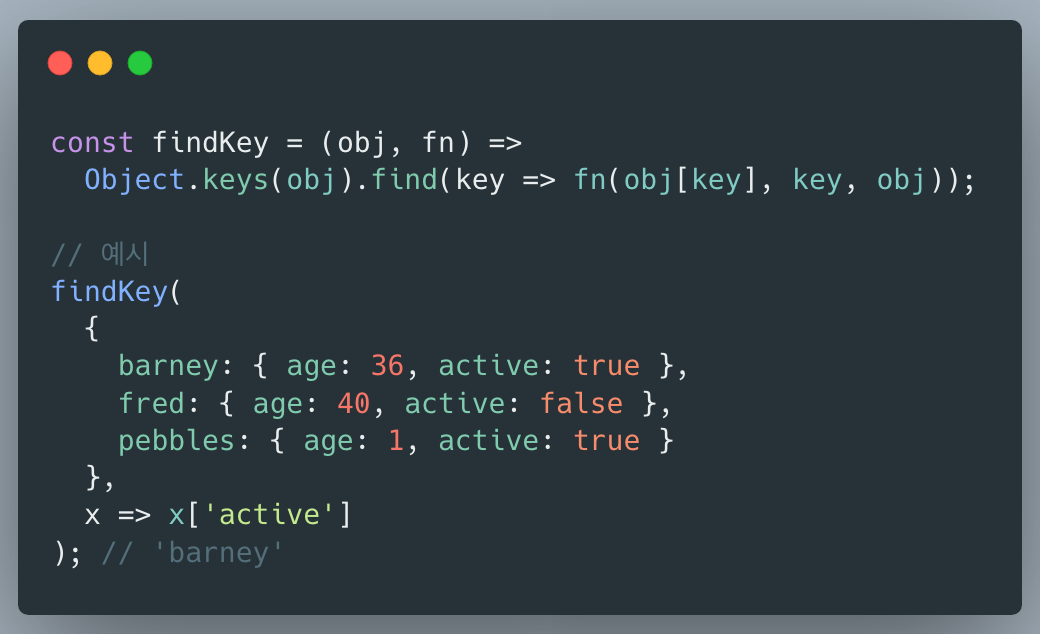 const findKey = (obj, fn) =>
  Object.keys(obj).find(key => fn(obj[key], key, obj));

// 예시
findKey(
  {
    barney: { age: 36, active: true },
    fred: { age: 40, active: false },
    pebbles: { age: 1, active: true }
  },
  x => x['active']
); // 'barney'